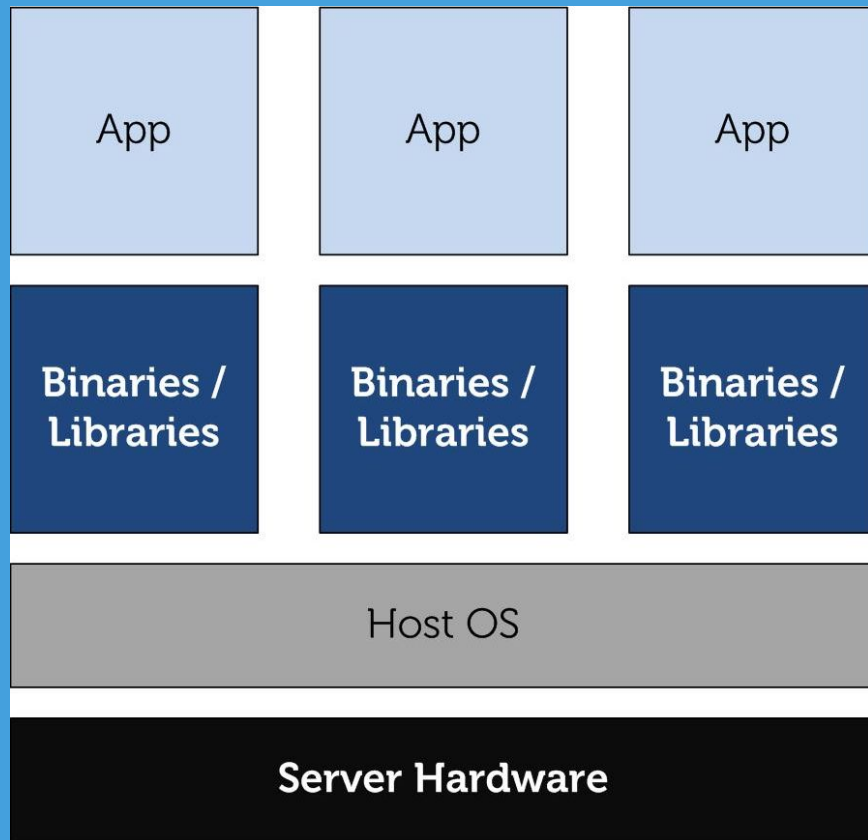 App
App
App
Binaries /
Libraries
Binaries /
Libraries
Binaries /
Libraries
Host OS
Server Hardware